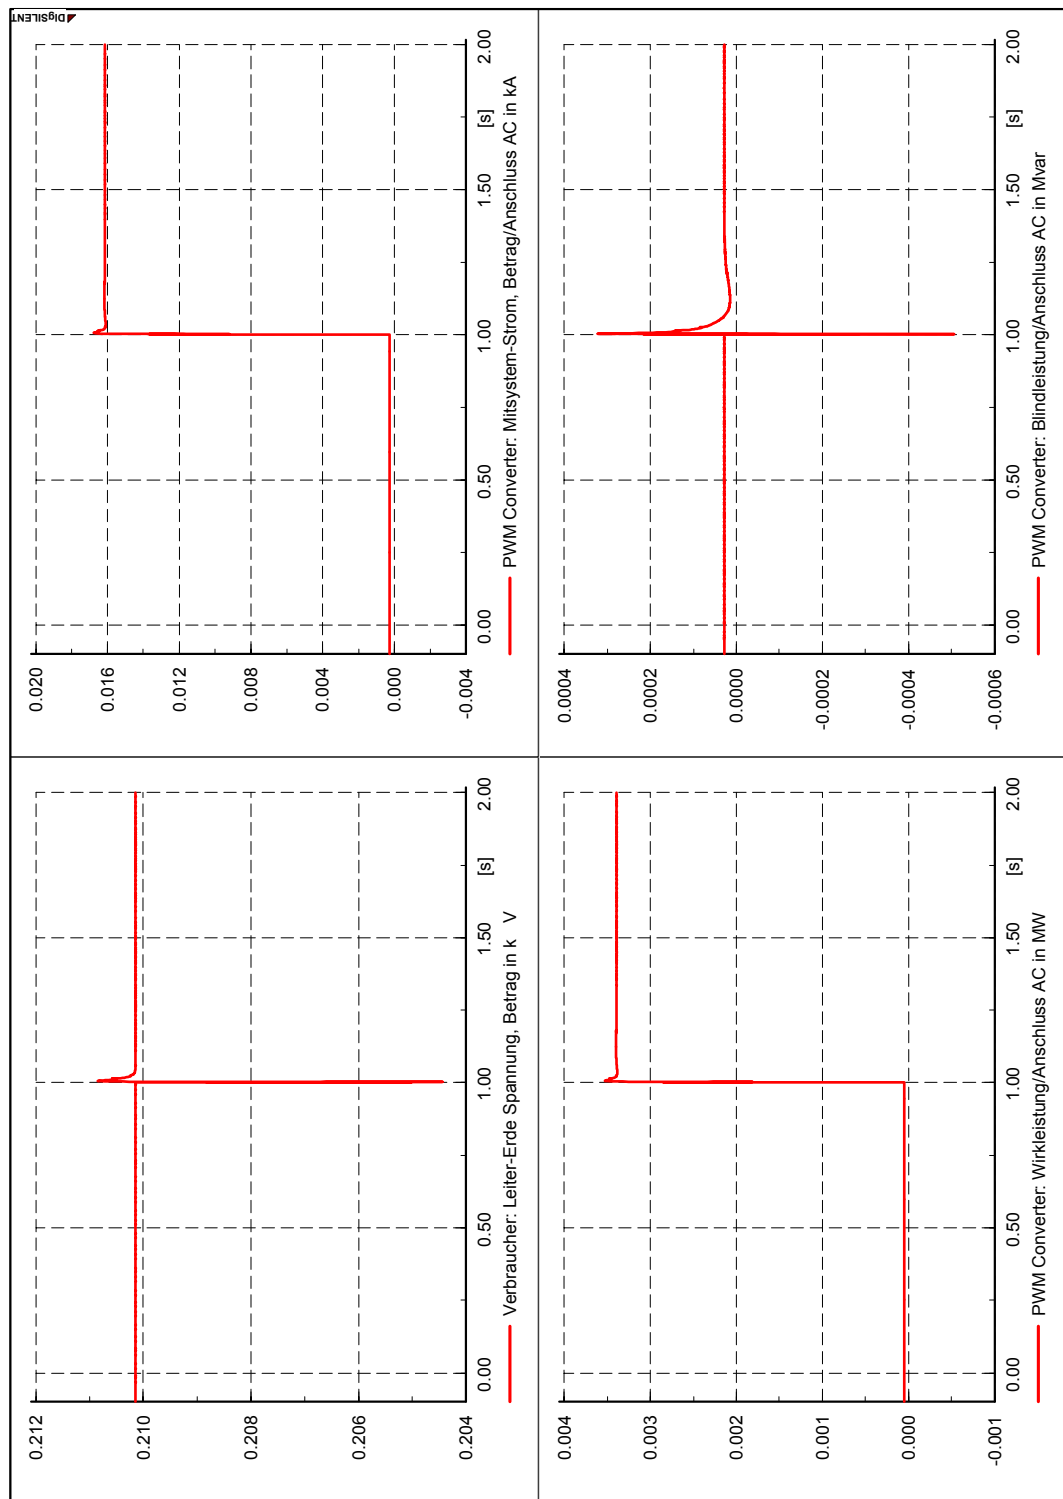 DIgSILENT
0.212
0.210
0.208
0.206
0.204
0.00 0.50 1.00 1.50 [s] 2.00
Verbraucher: Leiter-Erde Spannung, Betrag in k V
0.020
0.016
0.012
0.008
0.004
0.000
-0.004
0.00 0.50 1.00 1.50 [s] 2.00
PWM Converter: Mitsystem-Strom, Betrag/Anschluss AC in kA
0.004
0.003
0.002
0.001
0.000
-0.001
0.00 0.50 1.00 1.50 [s] 2.00
PWM Converter: Wirkleistung/Anschluss AC in MW
0.0004
0.0002
0.0000
-0.0002
-0.0004
-0.0006
0.00 0.50 1.00 1.50 [s] 2.00
PWM Converter: Blindleistung/Anschluss AC in Mvar